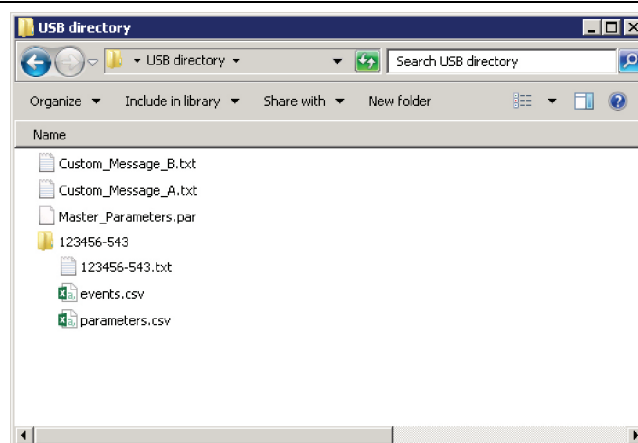 USB directory
USB directory
Search USB directory
Organize Include in library Share with New folder
Name
Custom_Message_B.txt
Custom_Message_A.txt
Master_Parameters.par
123456-543
123456-543.txt
events.csv
parameters.csv